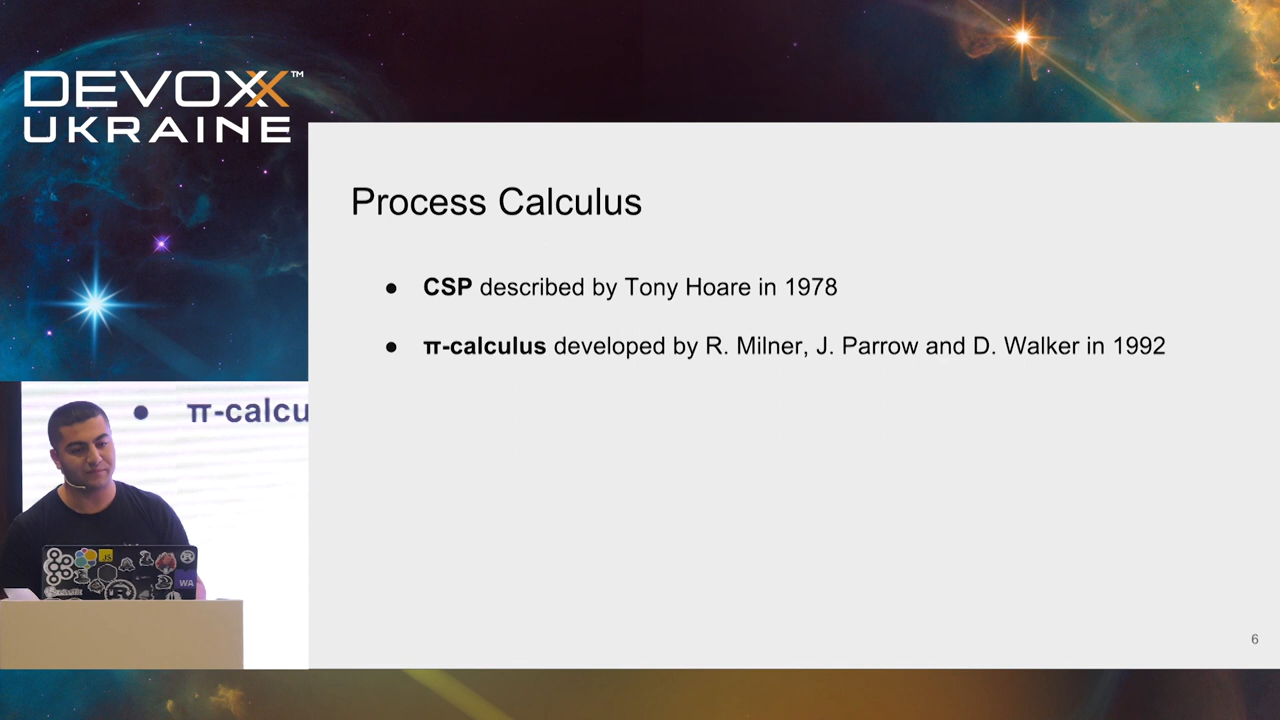 DEVOXX™
UKRAINE
Process Calculus
● CSP described by Tony Hoare in 1978
● π-calculus developed by R. Milner, J. Parrow and D. Walker in 1992
● π-calcu
JS
WA
R
R
6